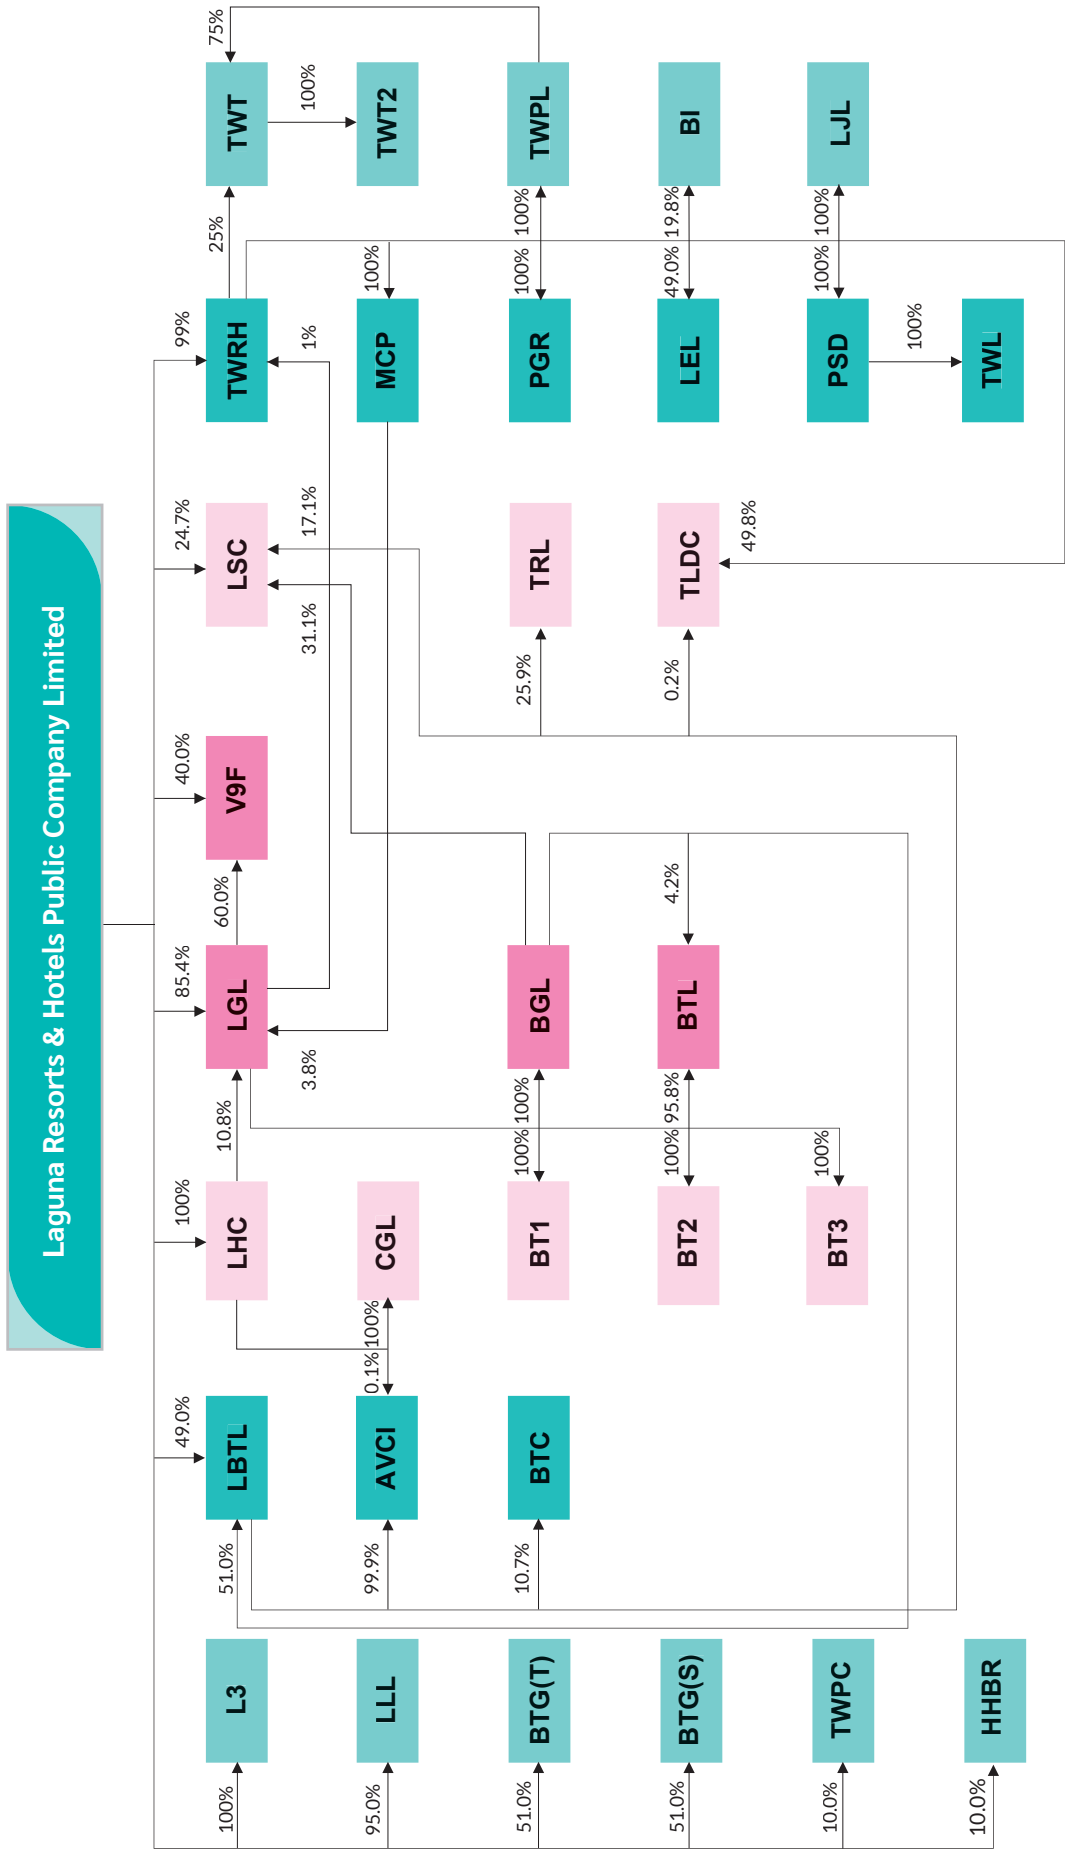 Laguna Resorts & Hotels Public Company Limited
49.0%
100%
85.4%
40.0%
24.7%
99%
100%
L3
51.0%
LBTL
LHC
10.8%
LGL
60.0%
V9F
LSC
TWRH
25%
TWT
75%
3.8%
31.1%
17.1%
1%
100%
95.0%
LLL
99.9%
AVCI
0.1%
100%
CGL
MCP
100%
TWT2
51.0%
BTG(T)
10.7%
BTC
BT1
100%
100%
BGL
25.9%
TRL
PGR
100%
100%
TWPL
51.0%
BTG(S)
BT2
100%
95.8%
BTL
4.2%
0.2%
TLDC
LEL
49.0%
19.8%
BI
49.8%
10.0%
TWPC
BT3
100%
PSD
100%
100%
LJL
100%
10.0%
HHBR
TWL